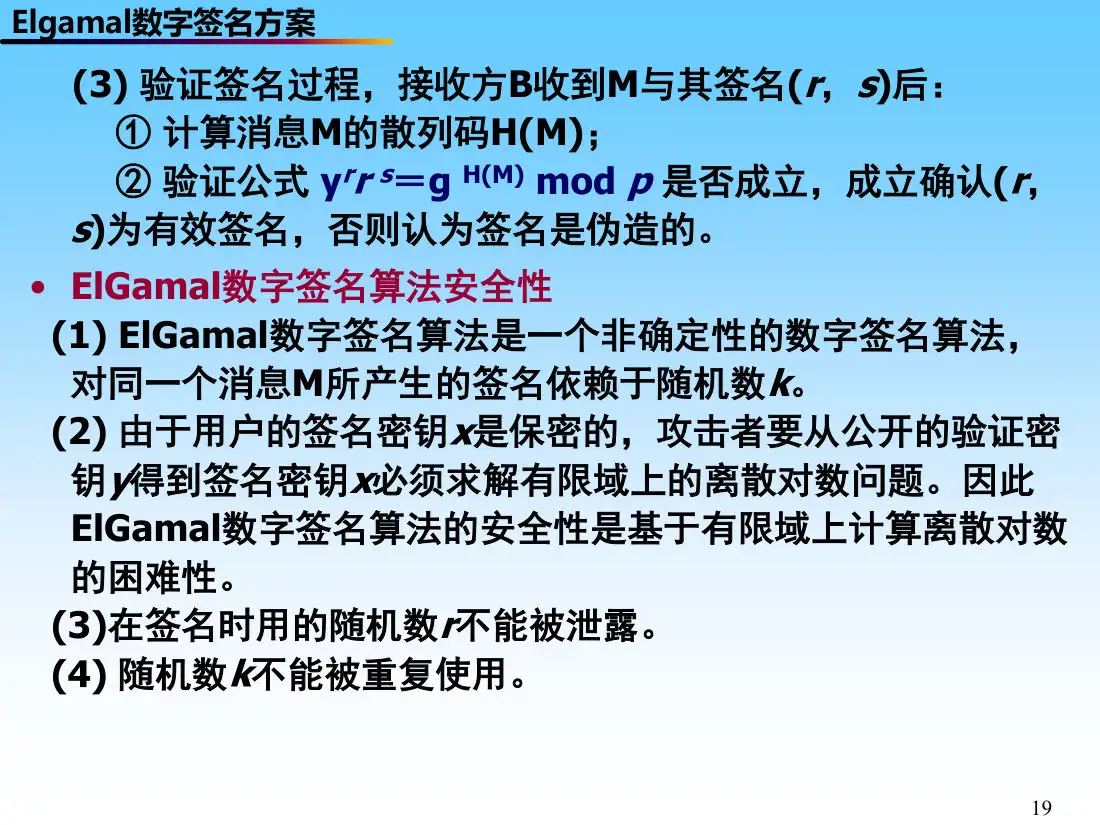 Elgamal数字签名方案
(3) 验证签名过程，接收方B收到M与其签名(r，s)后：
① 计算消息M的散列码H(M)；
② 验证公式 yʳr ˢ＝g ᴴ⁽ᴹ⁾ mod p 是否成立，成立确认(r，
s)为有效签名，否则认为签名是伪造的。
• ElGamal数字签名算法安全性
(1) ElGamal数字签名算法是一个非确定性的数字签名算法，
对同一个消息M所产生的签名依赖于随机数k。
(2) 由于用户的签名密钥x是保密的，攻击者要从公开的验证密
钥y得到签名密钥x必须求解有限域上的离散对数问题。因此
ElGamal数字签名算法的安全性是基于有限域上计算离散对数
的困难性。
(3)在签名时用的随机数r不能被泄露。
(4) 随机数k不能被重复使用。
19